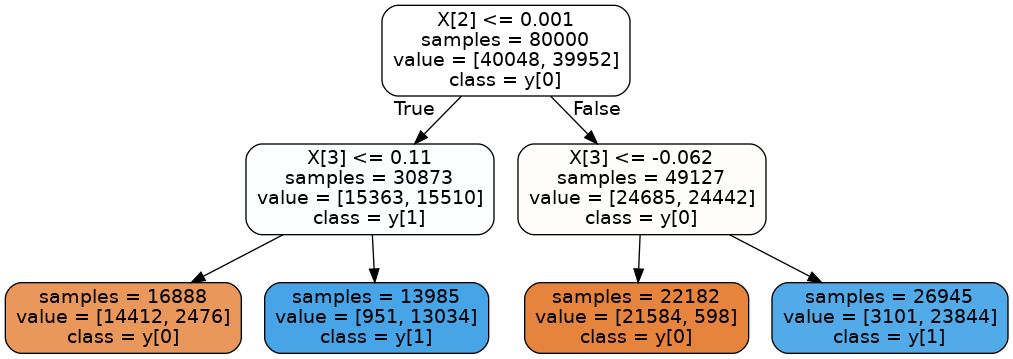 X[2] <= 0.001
samples = 80000
value = [40048, 39952]
class = y[0]
True
False
X[3] <= 0.11
samples = 30873
value = [15363, 15510]
class = y[1]
X[3] <= -0.062
samples = 49127
value = [24685, 24442]
class = y[0]
samples = 16888
value = [14412, 2476]
class = y[0]
samples = 13985
value = [951, 13034]
class = y[1]
samples = 22182
value = [21584, 598]
class = y[0]
samples = 26945
value = [3101, 23844]
class = y[1]